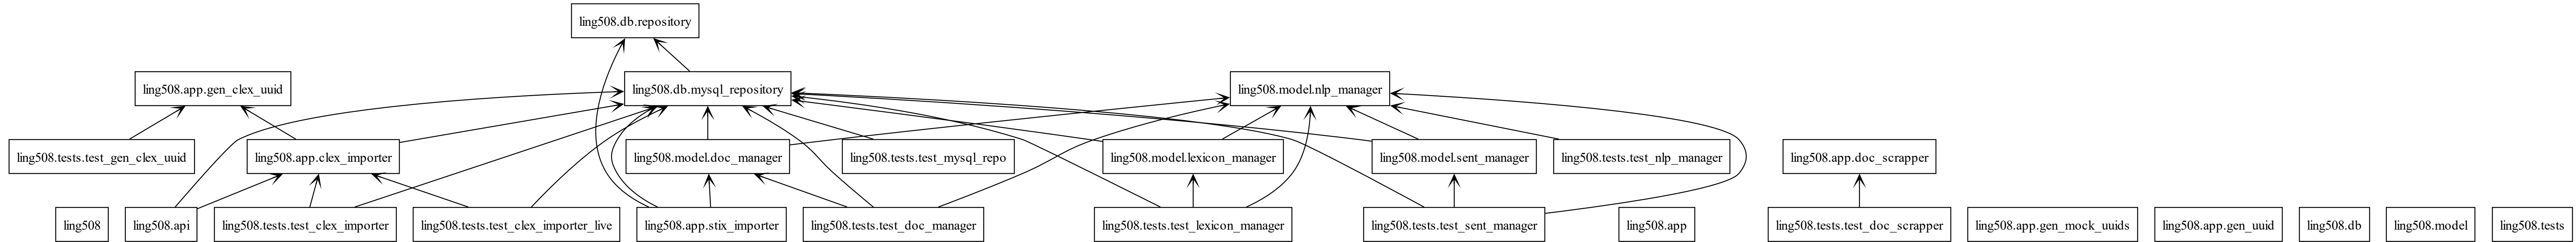 ling508.db.repository
ling508.app.gen_clex_uuid
ling508.db.mysql_repository
ling508.model.nlp_manager
ling508.tests.test_gen_clex_uuid
ling508.app.clex_importer
ling508.model.doc_manager
ling508.tests.test_mysql_repo
ling508.model.lexicon_manager
ling508.model.sent_manager
ling508.tests.test_nlp_manager
ling508.app.doc_scrapper
ling508
ling508.api
ling508.tests.test_clex_importer
ling508.tests.test_clex_importer_live
ling508.app.stix_importer
ling508.tests.test_doc_manager
ling508.tests.test_lexicon_manager
ling508.tests.test_sent_manager
ling508.app
ling508.tests.test_doc_scrapper
ling508.app.gen_mock_uuids
ling508.app.gen_uuid
ling508.db
ling508.model
ling508.tests